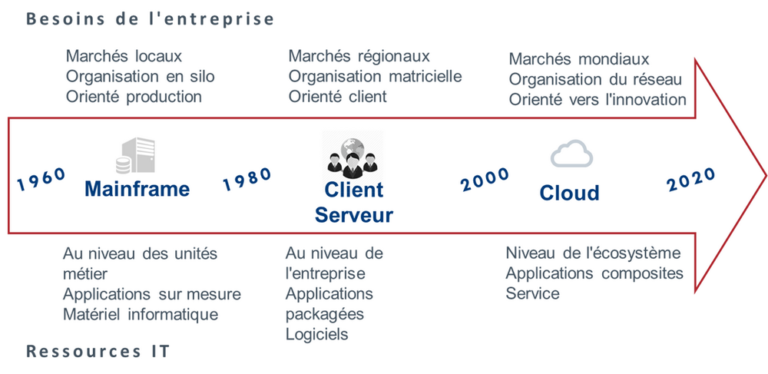 Besoins de l'entreprise
Marchés locaux
Organisation en silo
Orienté production
Marchés régionaux
Organisation matricielle
Orienté client
Marchés mondiaux
Organisation du réseau
Orienté vers l'innovation
1960
Mainframe
1980
Client
Serveur
2000
Cloud
2020
Au niveau des unités
métier
Applications sur mesure
Matériel informatique
Au niveau de
l'entreprise
Applications
packagées
Logiciels
Niveau de l'écosystème
Applications composites
Service
Ressources IT